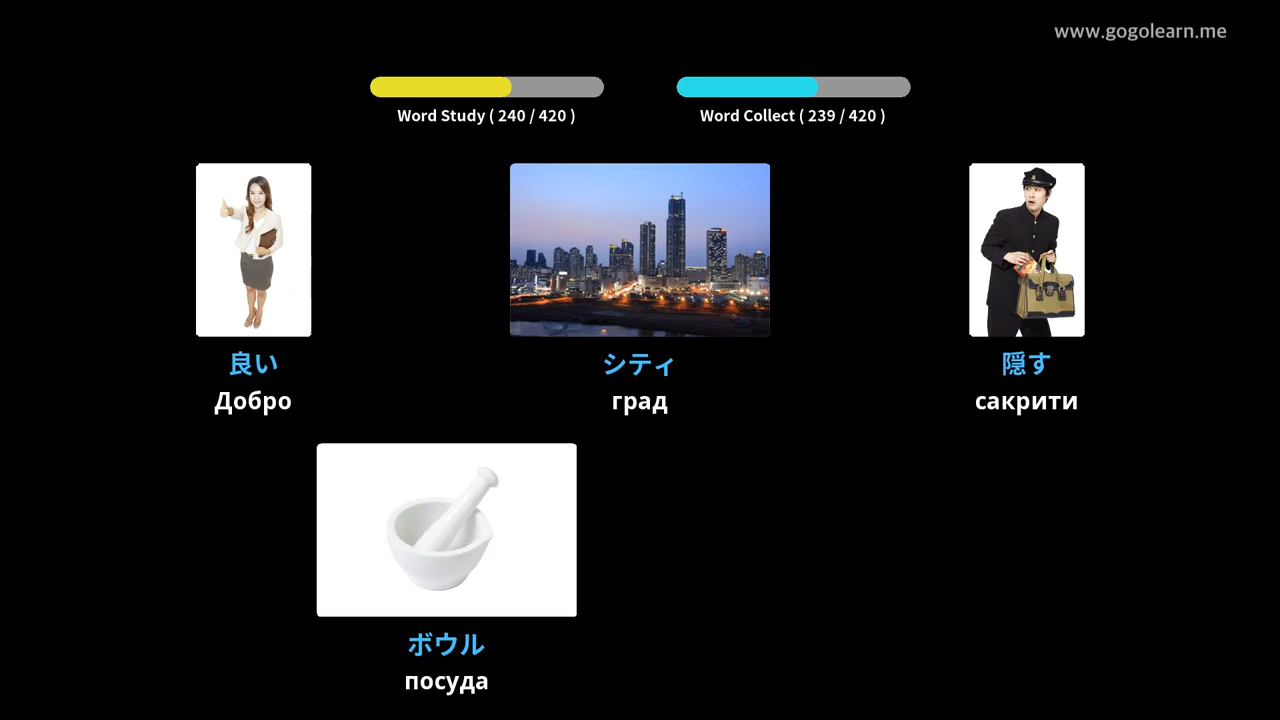 www.gogolearn.me
Word Study ( 240 / 420 )
Word Collect ( 239 / 420 )
良い
Добро
シティ
град
隠す
сакрити
ボウル
посуда